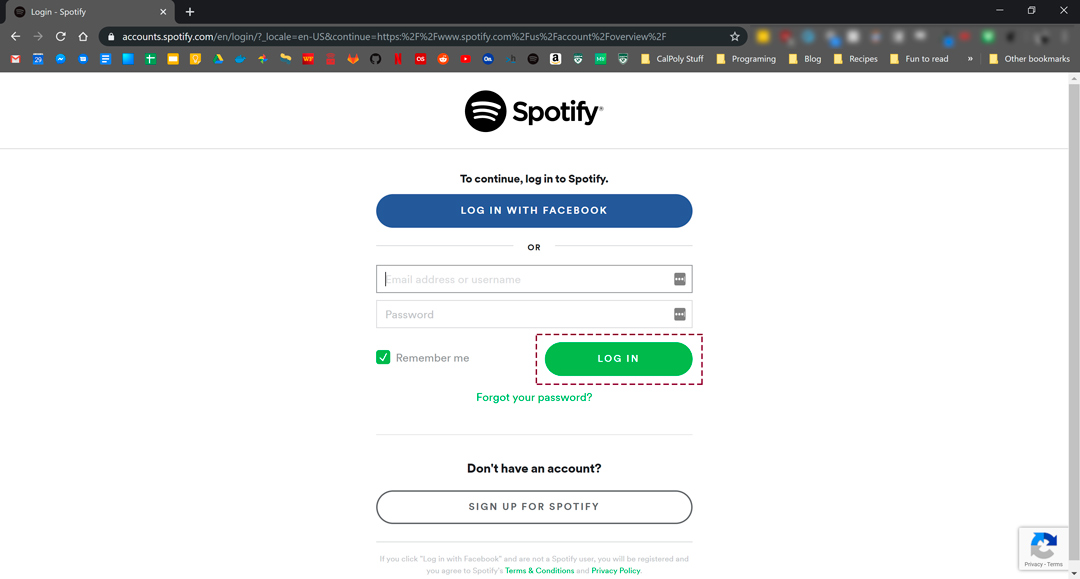 Login - Spotify
accounts.spotify.com/en/login/?_locale=en-US&continue=https:%2F%2Fwww.spotify.com%2Fus%2Faccount%2Foverview%2F
29 CalPoly Stuff Programing Blog Recipes Fun to read » Other bookmarks
Spotify®
To continue, log in to Spotify.
LOG IN WITH FACEBOOK
OR
Email address or username
Password
Remember me
LOG IN
Forgot your password?
Don't have an account?
SIGN UP FOR SPOTIFY
If you click "Log in with Facebook" and are not a Spotify user, you will be registered and
you agree to Spotify's Terms & Conditions and Privacy Policy.
Privacy - Terms